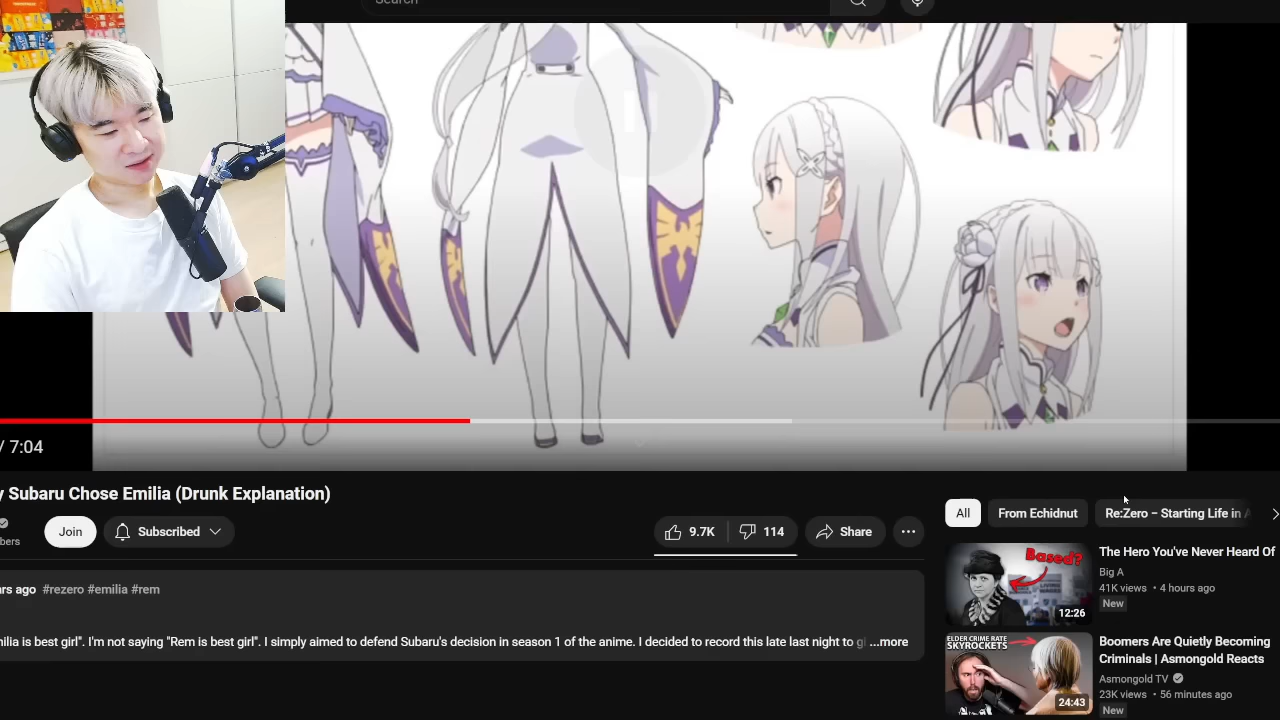 Search
/ 7:04
y Subaru Chose Emilia (Drunk Explanation)
bers
Join
Subscribed
9.7K
114
Share
rs ago #rezero #emilia #rem
ilia is best girl". I'm not saying "Rem is best girl". I simply aimed to defend Subaru's decision in season 1 of the anime. I decided to record this late last night to gi ...more
All
From Echidnut
Re:Zero − Starting Life in A
Based?
12:26
The Hero You've Never Heard Of
Big A
41K views • 4 hours ago
New
ELDER CRIME RATE
SKYROCKETS
24:43
Boomers Are Quietly Becoming
Criminals | Asmongold Reacts
Asmongold TV
23K views • 56 minutes ago
New